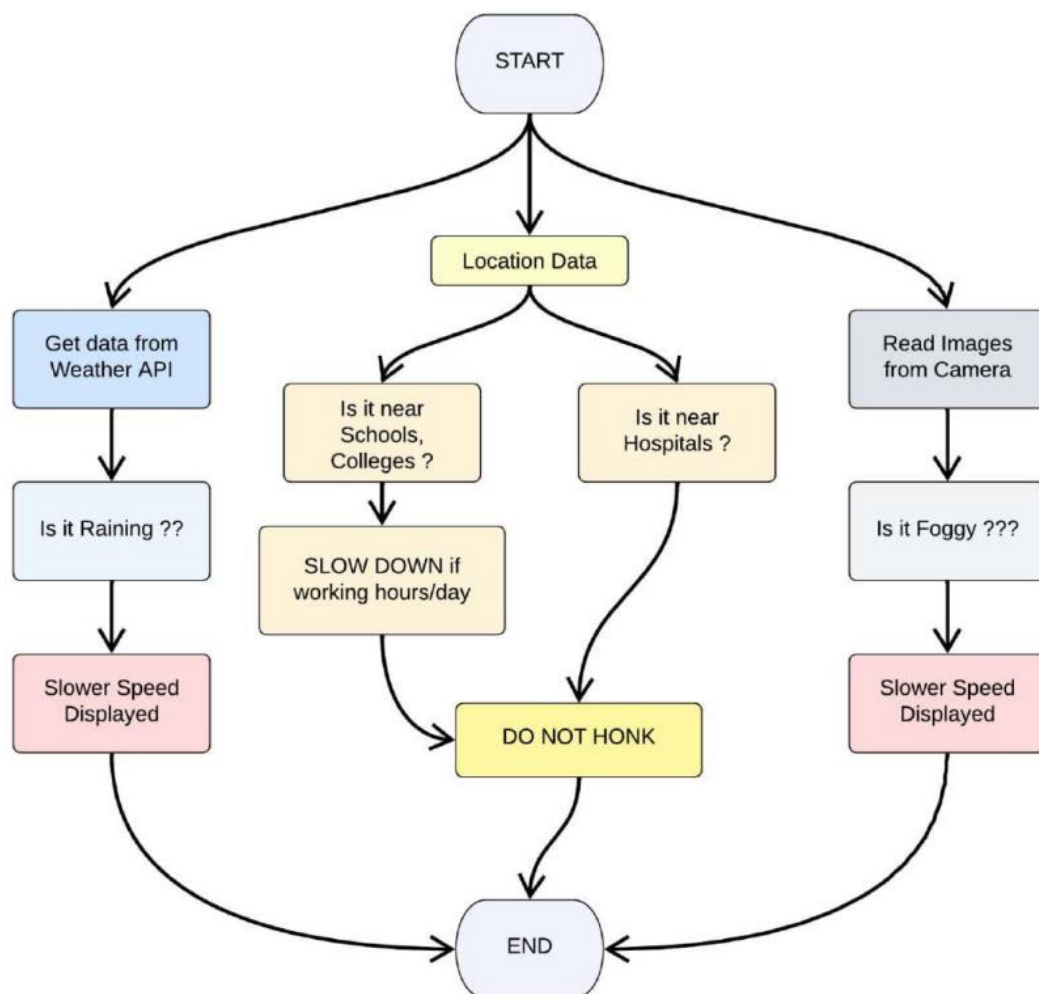 START
Location Data
Get data from
Weather API
Read Images
from Camera
Is it near
Schools,
Colleges ?
Is it near
Hospitals ?
Is it Raining ??
Is it Foggy ???
SLOW DOWN if
working hours/day
Slower Speed
Displayed
Slower Speed
Displayed
DO NOT HONK
END